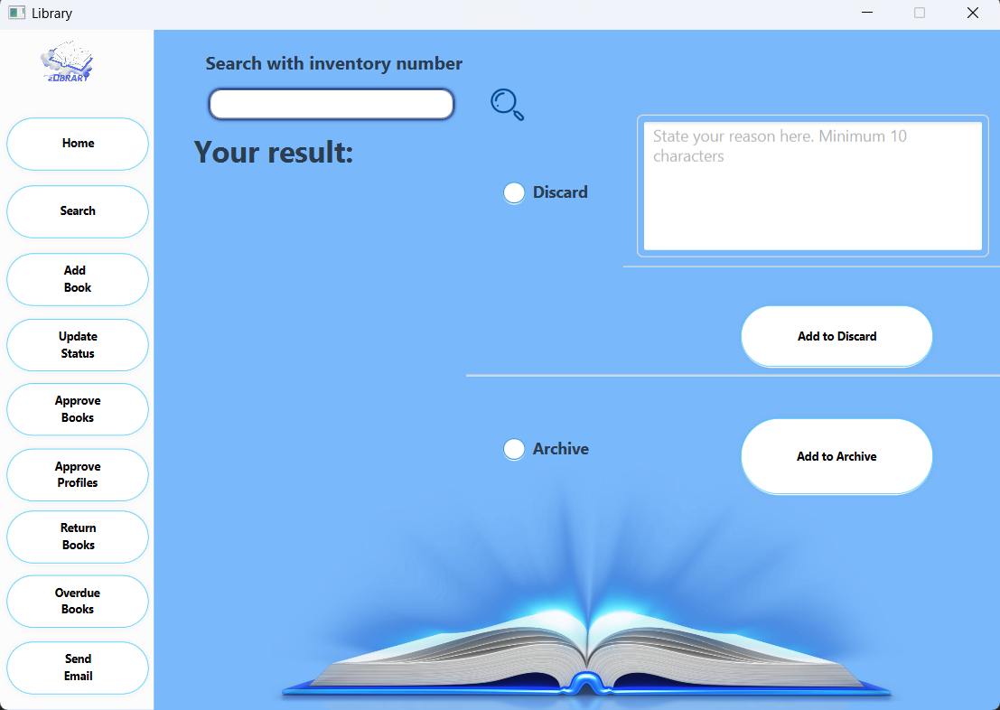 Library
LIBRARY
Home
Search
Add
Book
Update
Status
Approve
Books
Approve
Profiles
Return
Books
Overdue
Books
Send
Email
Search with inventory number
Your result:
Discard
State your reason here. Minimum 10
characters
Add to Discard
Archive
Add to Archive